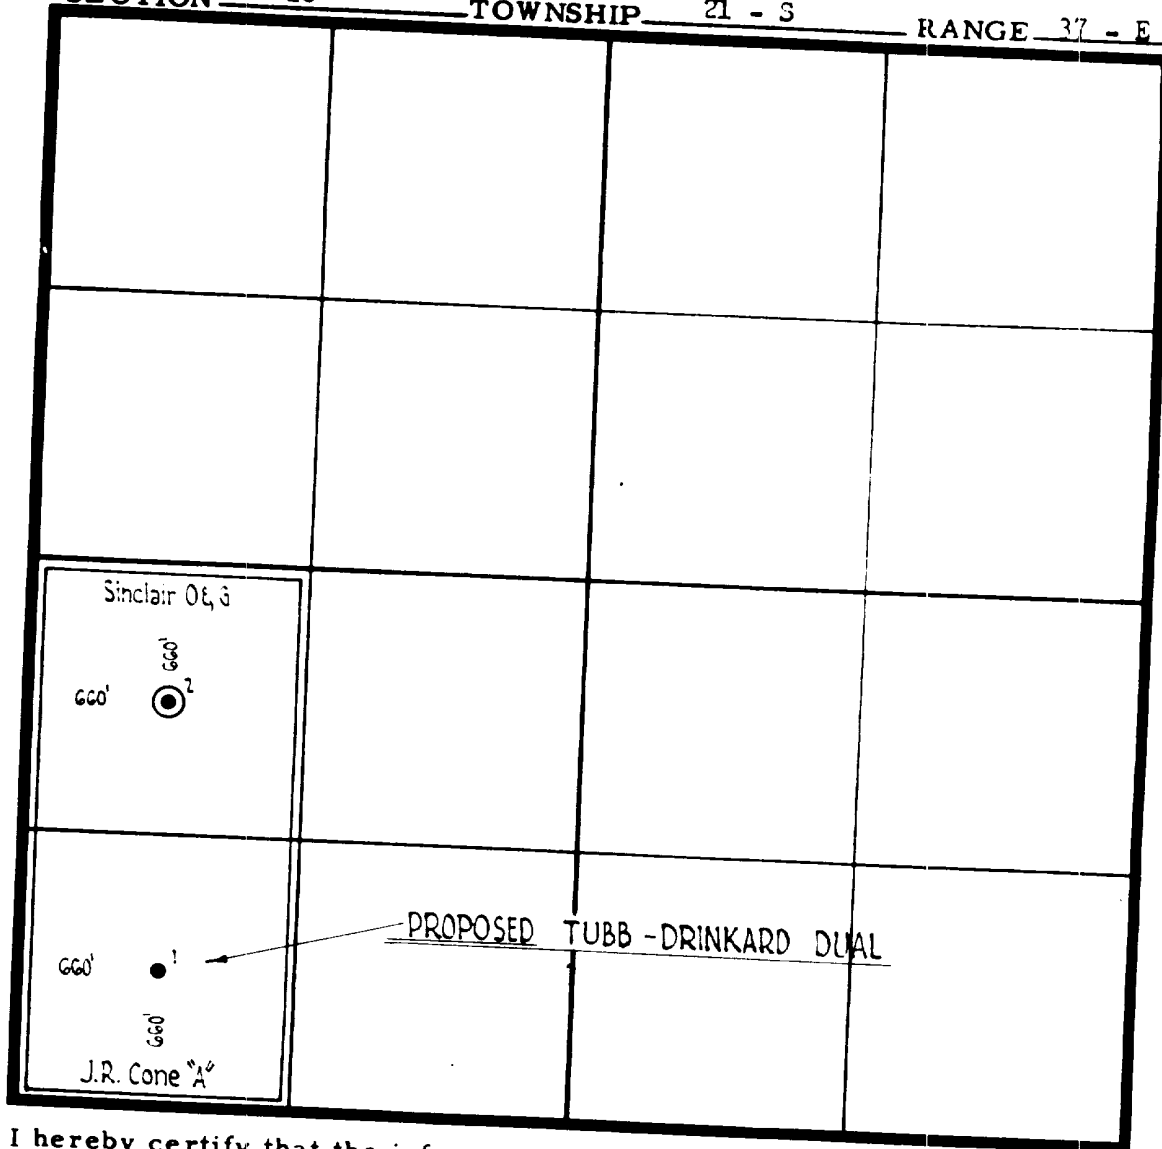 SECTION TOWNSHIP 21 - S RANGE 37 - E
Sinclair O & G
660'
660' 2
PROPOSED TUBB - DRINKARD DUAL
660' 1
660'
J.R. Cone "A"
I hereby certify that the